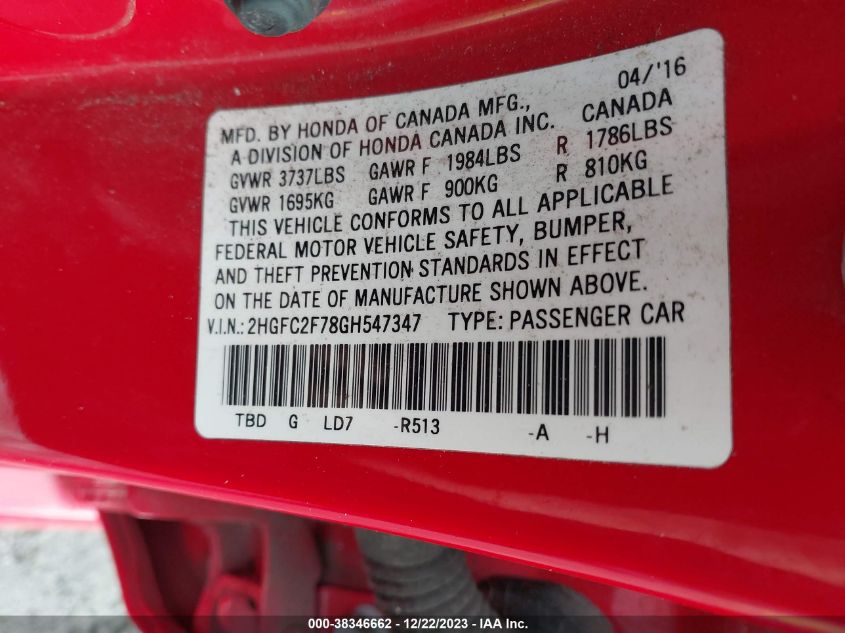 04/'16
MFD. BY HONDA OF CANADA MFG.,
A DIVISION OF HONDA CANADA INC. CANADA
GVWR 3737LBS GAWR F 1984LBS R 1786LBS
GVWR 1695KG GAWR F 900KG R 810KG
THIS VEHICLE CONFORMS TO ALL APPLICABLE
FEDERAL MOTOR VEHICLE SAFETY, BUMPER,
AND THEFT PREVENTION STANDARDS IN EFFECT
ON THE DATE OF MANUFACTURE SHOWN ABOVE.
V.I.N.: 2HGFC2F78GH547347 TYPE: PASSENGER CAR
TBD G LD7 -R513 -A -H
000-38346662 - 12/22/2023 - IAA Inc.